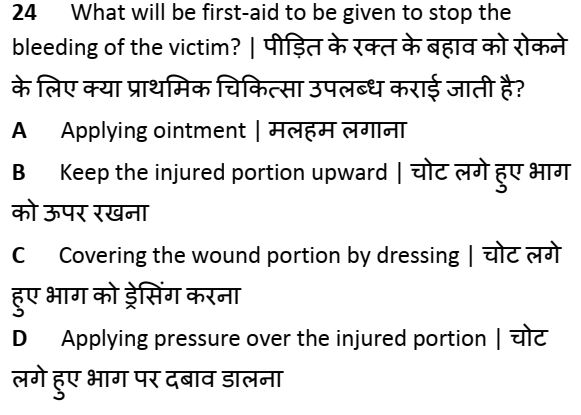 24 What will be first-aid to be given to stop the
bleeding of the victim? | पीड़ित के रक्त के बहाव को रोकने
के लिए क्या प्राथमिक चिकित्सा उपलब्ध कराई जाती है?
A Applying ointment | मलहम लगाना
B Keep the injured portion upward | चोट लगे हुए भाग
को ऊपर रखना
C Covering the wound portion by dressing | चोट लगे
हुए भाग को ड्रेसिंग करना
D Applying pressure over the injured portion | चोट
लगे हुए भाग पर दबाव डालना